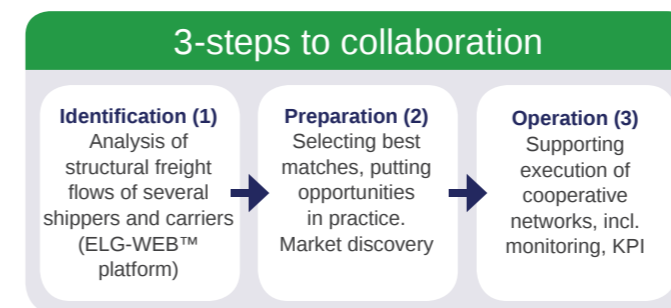 3-steps to collaboration
Identification (1)
Analysis of
structural freight
flows of several
shippers and carriers
(ELG-WEB™
platform)
Preparation (2)
Selecting best
matches, putting
opportunities
in practice.
Market discovery
Operation (3)
Supporting
execution of
cooperative
networks, incl.
monitoring, KPI